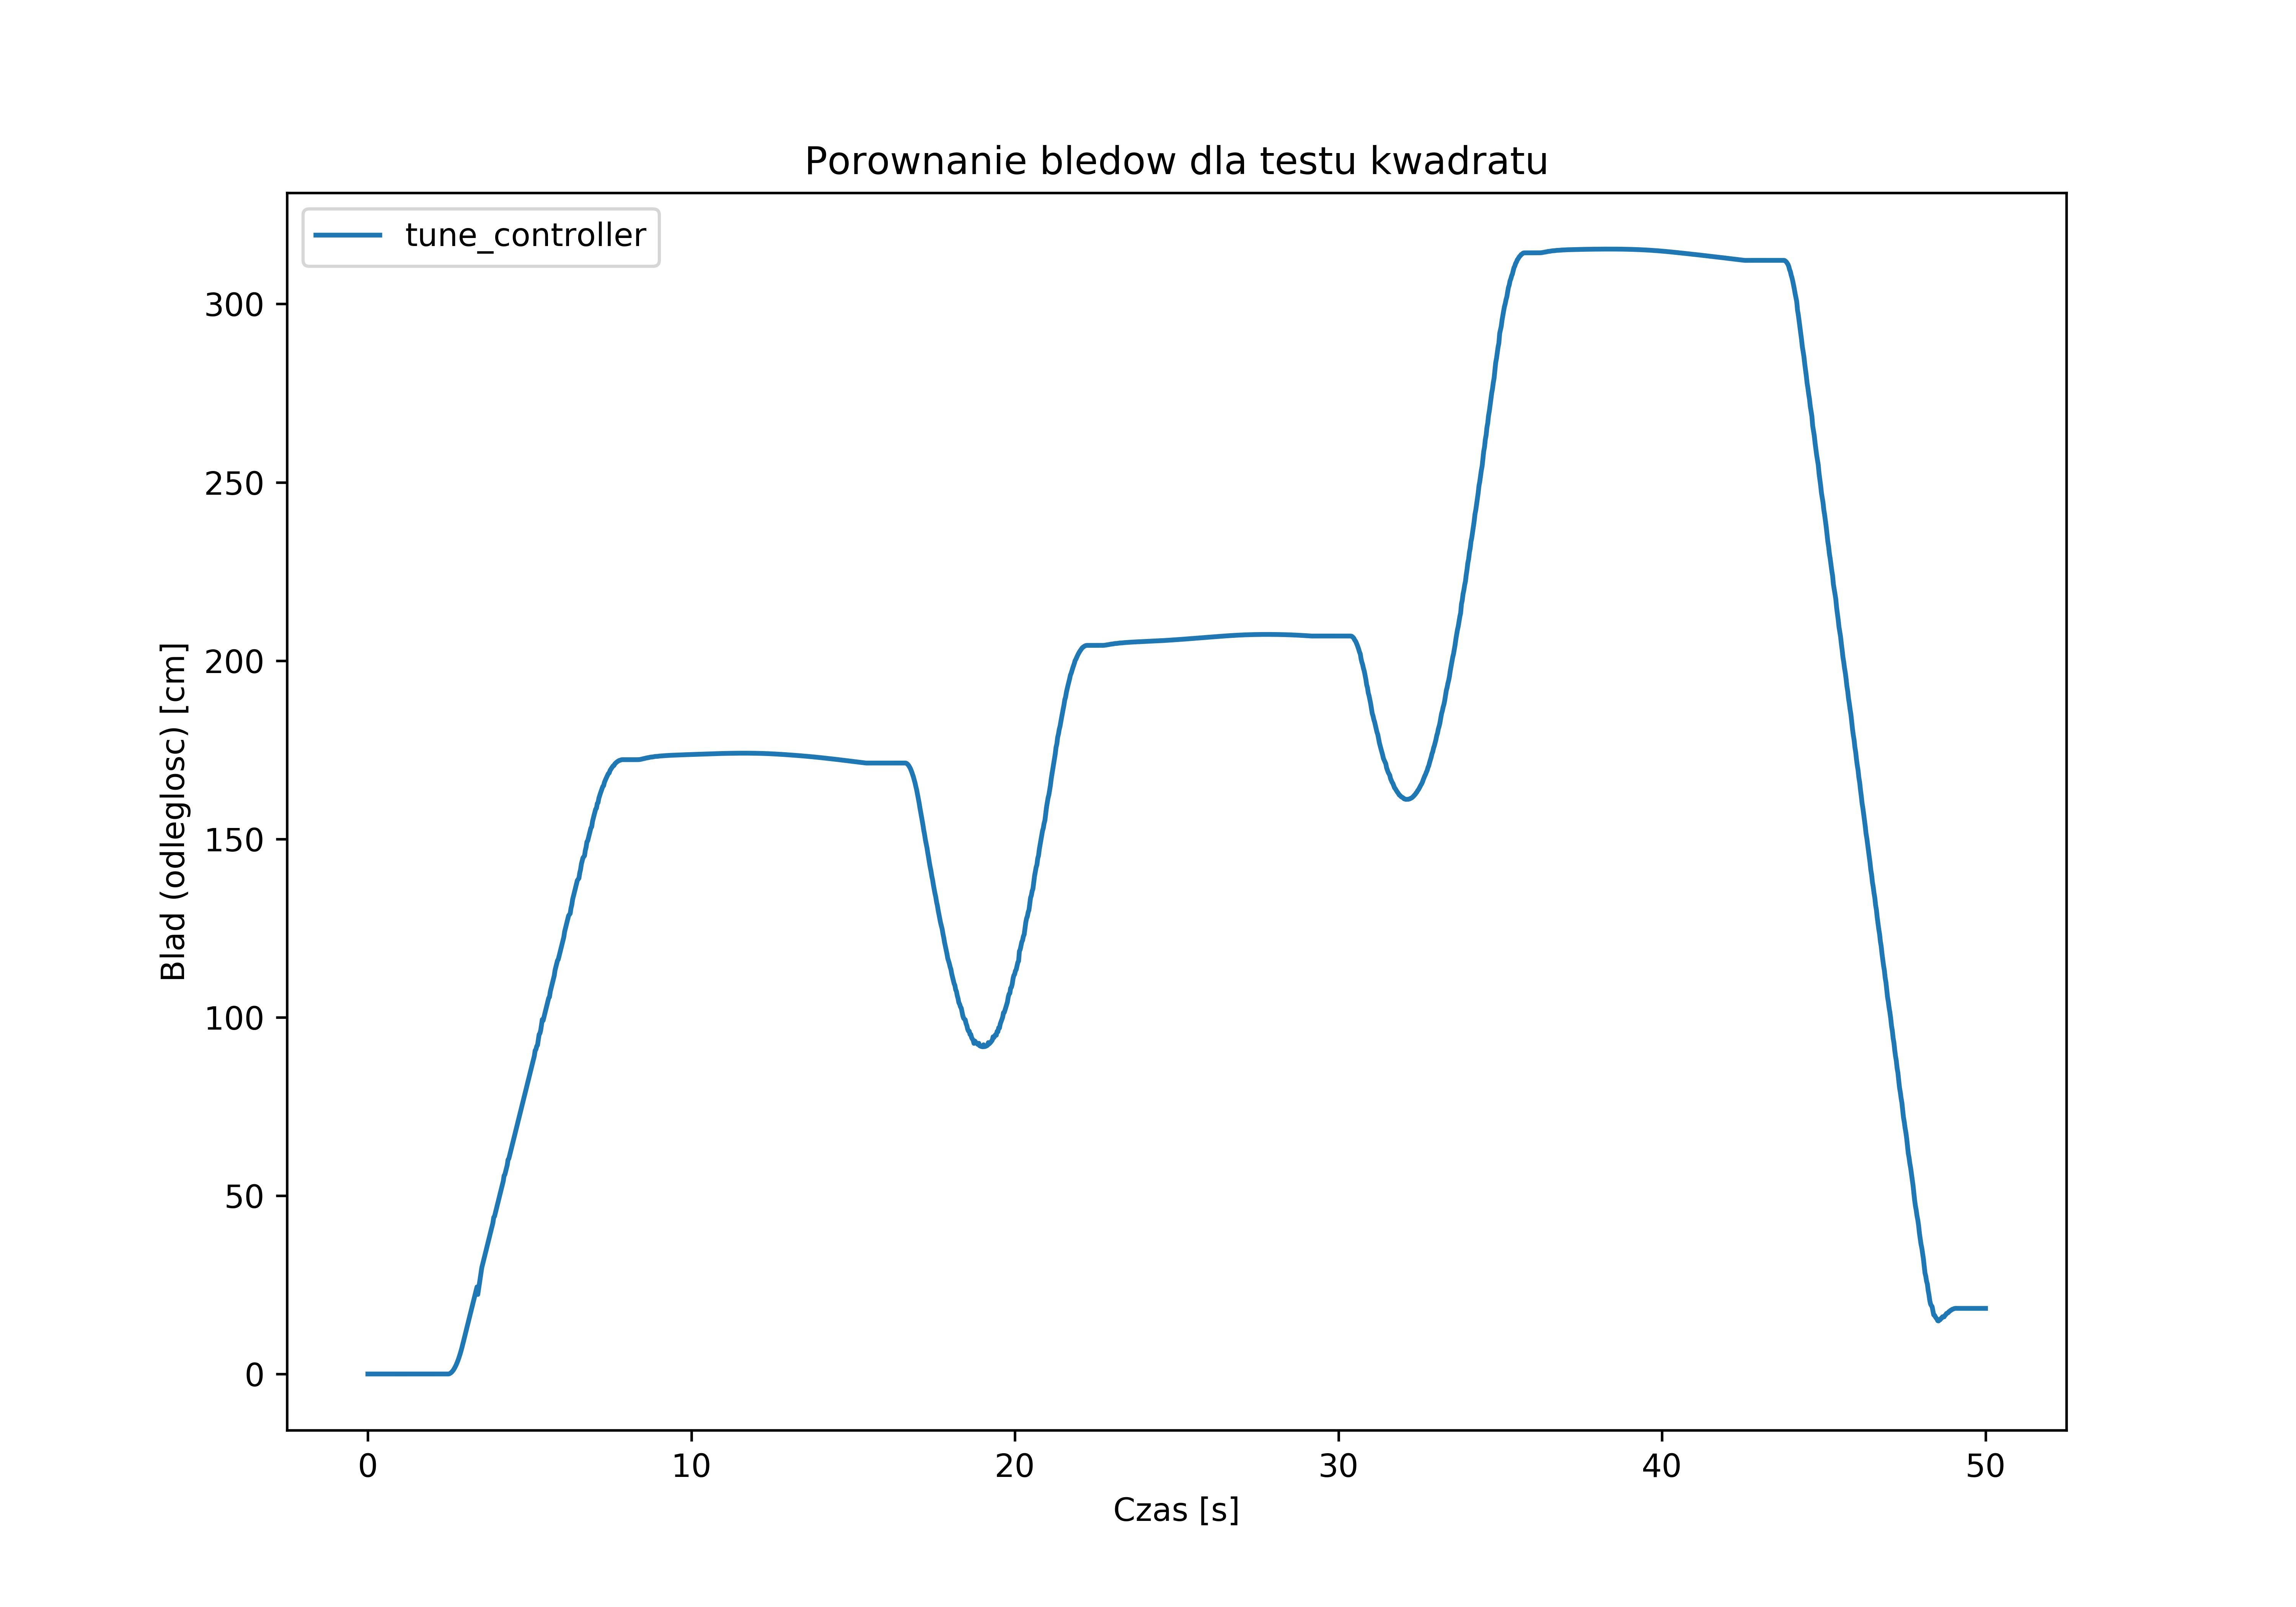 Porownanie bledow dla testu kwadratu
tune_controller
300
250
200
150
100
50
0
Blad (odleglosc) [cm]
0 10 20 30 40 50
Czas [s]